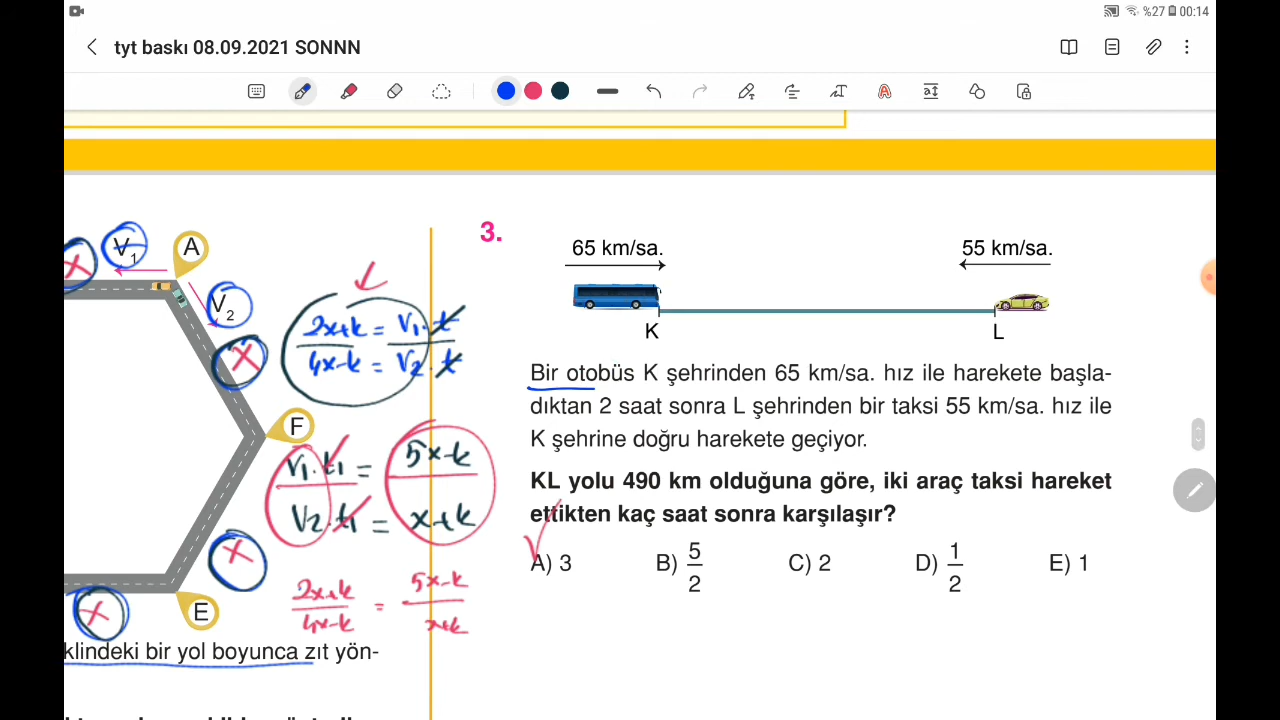 %27 00:14
tyt baskı 08.09.2021 SONNN
V1
A
V2
2x+k = V1.t
4x-k = V2.t
F
V1.t1 = 5x-k
V2.t1 = x+k
2x+k = 5x-k
4x-k x+k
E
klindeki bir yol boyunca zıt yön-
3.
65 km/sa. 55 km/sa.
K L
Bir otobüs K şehrinden 65 km/sa. hız ile harekete başla-
dıktan 2 saat sonra L şehrinden bir taksi 55 km/sa. hız ile
K şehrine doğru harekete geçiyor.
KL yolu 490 km olduğuna göre, iki araç taksi hareket
ettikten kaç saat sonra karşılaşır?
A) 3 B) 5/2 C) 2 D) 1/2 E) 1